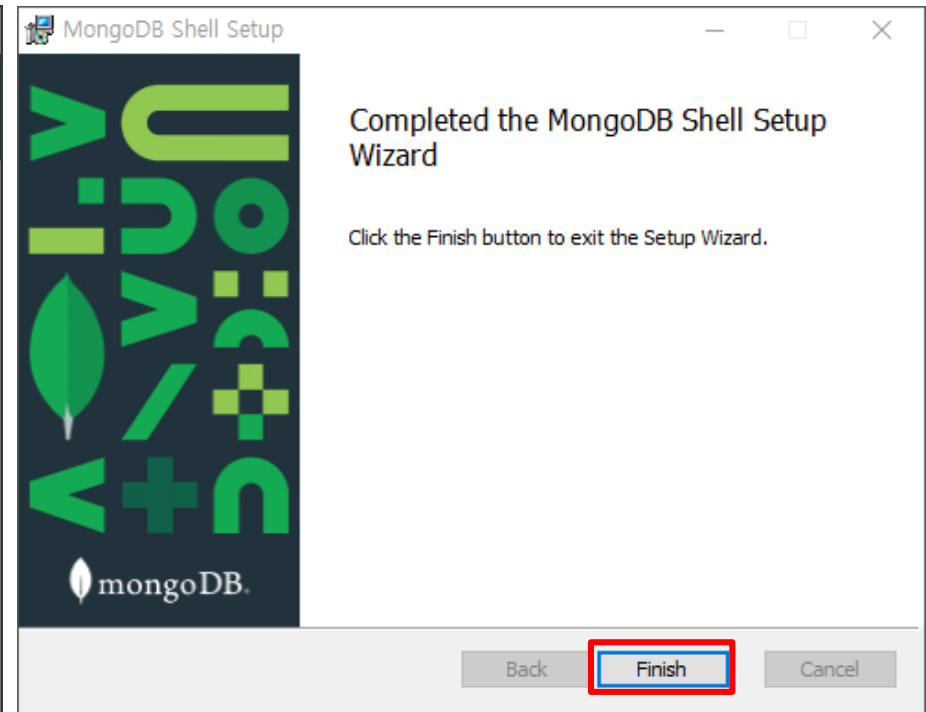 MongoDB Shell Setup
Completed the MongoDB Shell Setup
Wizard
Click the Finish button to exit the Setup Wizard.
mongoDB.
Back
Finish
Cancel